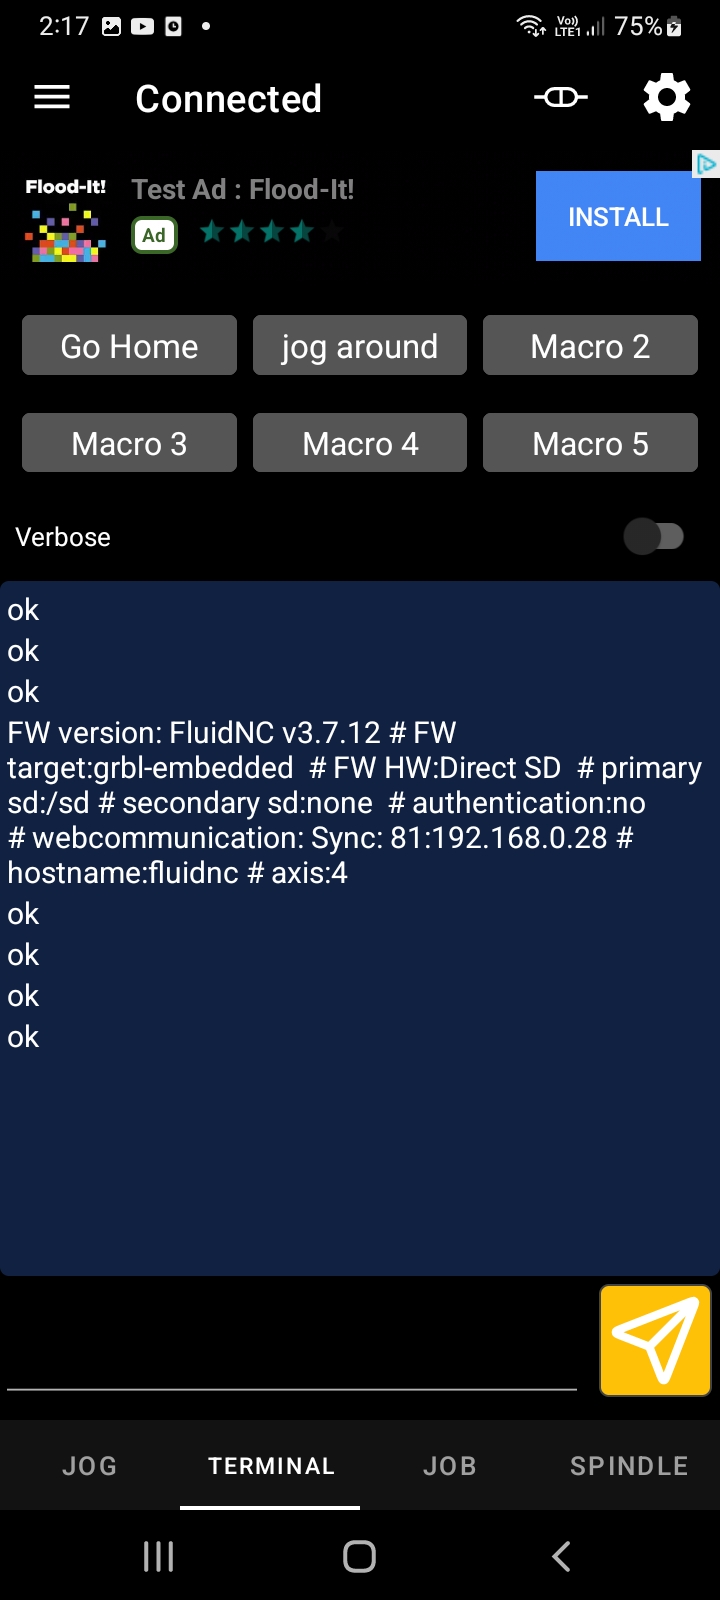 2:17
Vo))
LTE1
75%
Connected
Flood-It!
Test Ad : Flood-It!
Ad
INSTALL
Go Home
jog around
Macro 2
Macro 3
Macro 4
Macro 5
Verbose
ok
ok
ok
FW version: FluidNC v3.7.12 # FW
target:grbl-embedded  # FW HW:Direct SD  # primary
sd:/sd # secondary sd:none  # authentication:no
# webcommunication: Sync: 81:192.168.0.28 #
hostname:fluidnc # axis:4
ok
ok
ok
ok
JOG
TERMINAL
JOB
SPINDLE